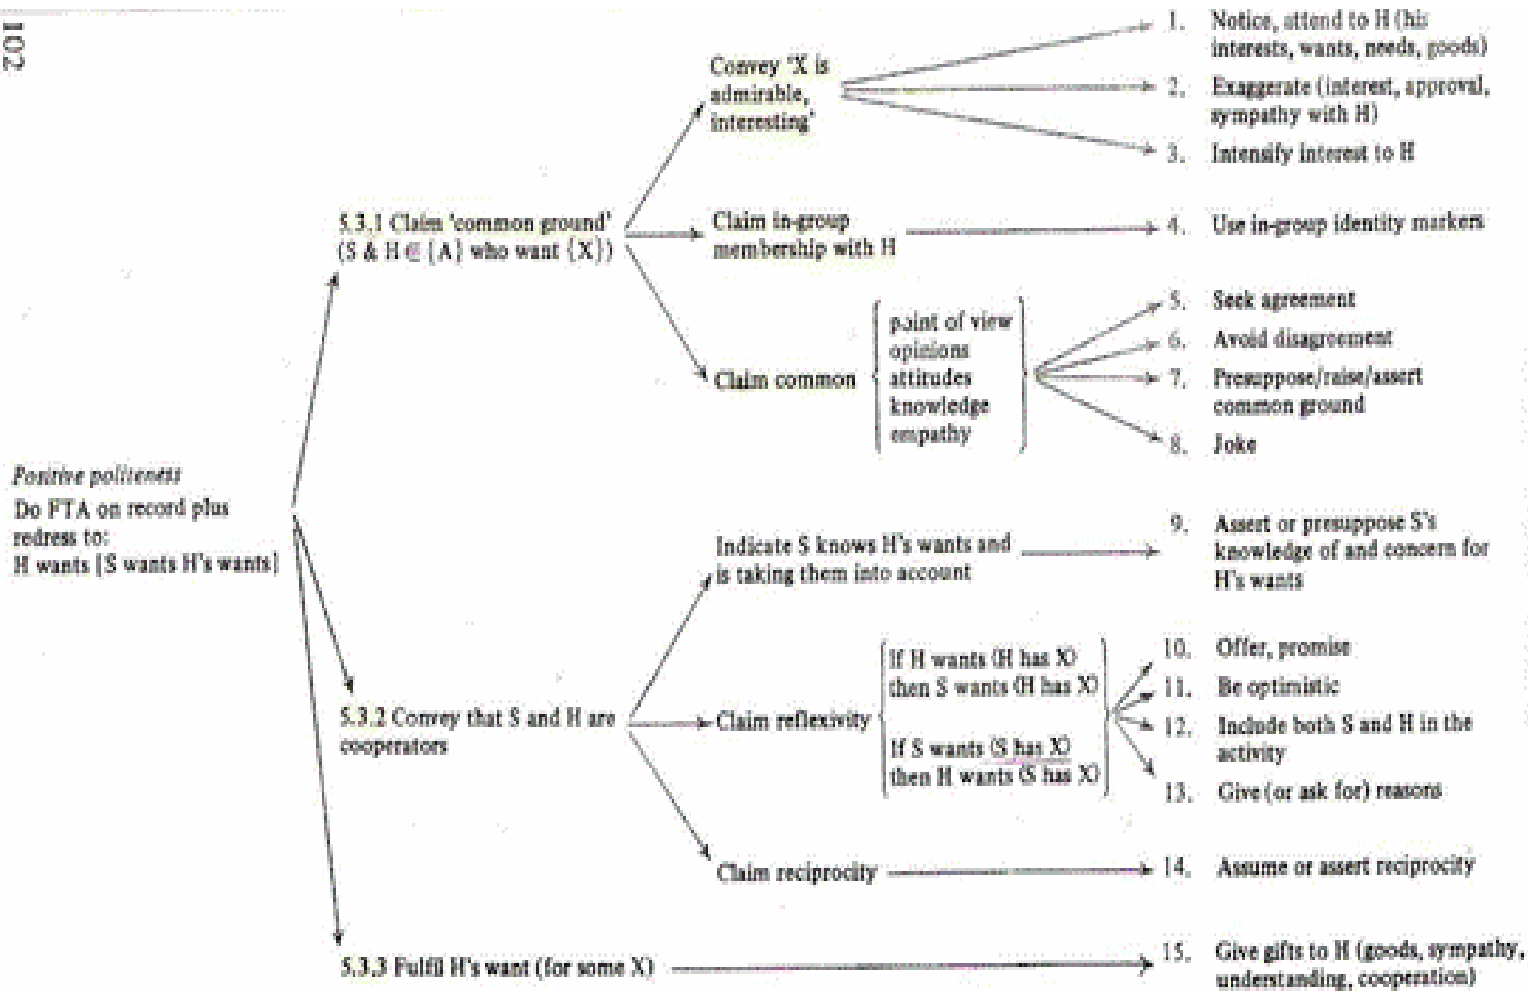 102
Positive politeness
Do FTA on record plus
redress to:
H wants [S wants H's wants]
5.3.1 Claim 'common ground'
(S & H ∈ {A} who want {X})
Convey 'X is
admirable,
interesting'
1. Notice, attend to H (his
interests, wants, needs, goods)
2. Exaggerate (interest, approval,
sympathy with H)
3. Intensify interest to H
Claim in-group
membership with H
4. Use in-group identity markers
Claim common
point of view
opinions
attitudes
knowledge
empathy
5. Seek agreement
6. Avoid disagreement
7. Presuppose/raise/assert
common ground
8. Joke
5.3.2 Convey that S and H are
cooperators
Indicate S knows H's wants and
is taking them into account
9. Assert or presuppose S's
knowledge of and concern for
H's wants
Claim reflexivity
If H wants (H has X)
then S wants (H has X)
If S wants (S has X)
then H wants (S has X)
10. Offer, promise
11. Be optimistic
12. Include both S and H in the
activity
13. Give (or ask for) reasons
Claim reciprocity
14. Assume or assert reciprocity
5.3.3 Fulfil H's want (for some X)
15. Give gifts to H (goods, sympathy,
understanding, cooperation)